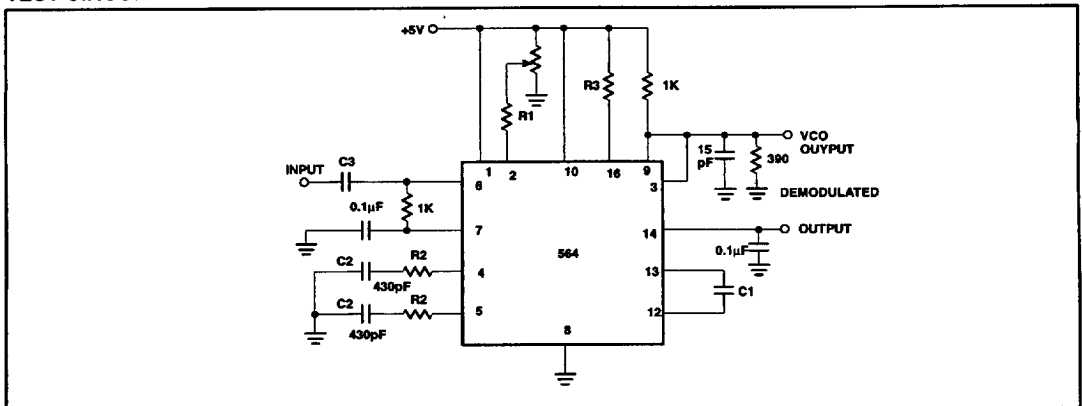 +5V
R1
R3
1K
VCO
OUYPUT
15
pF
390
DEMODULATED
INPUT
C3
1
2
10
16
9
3
6
1K
0.1μF
7
14
OUTPUT
0.1μF
564
C2
R2
4
430pF
13
C1
C2
R2
5
430pF
12
8